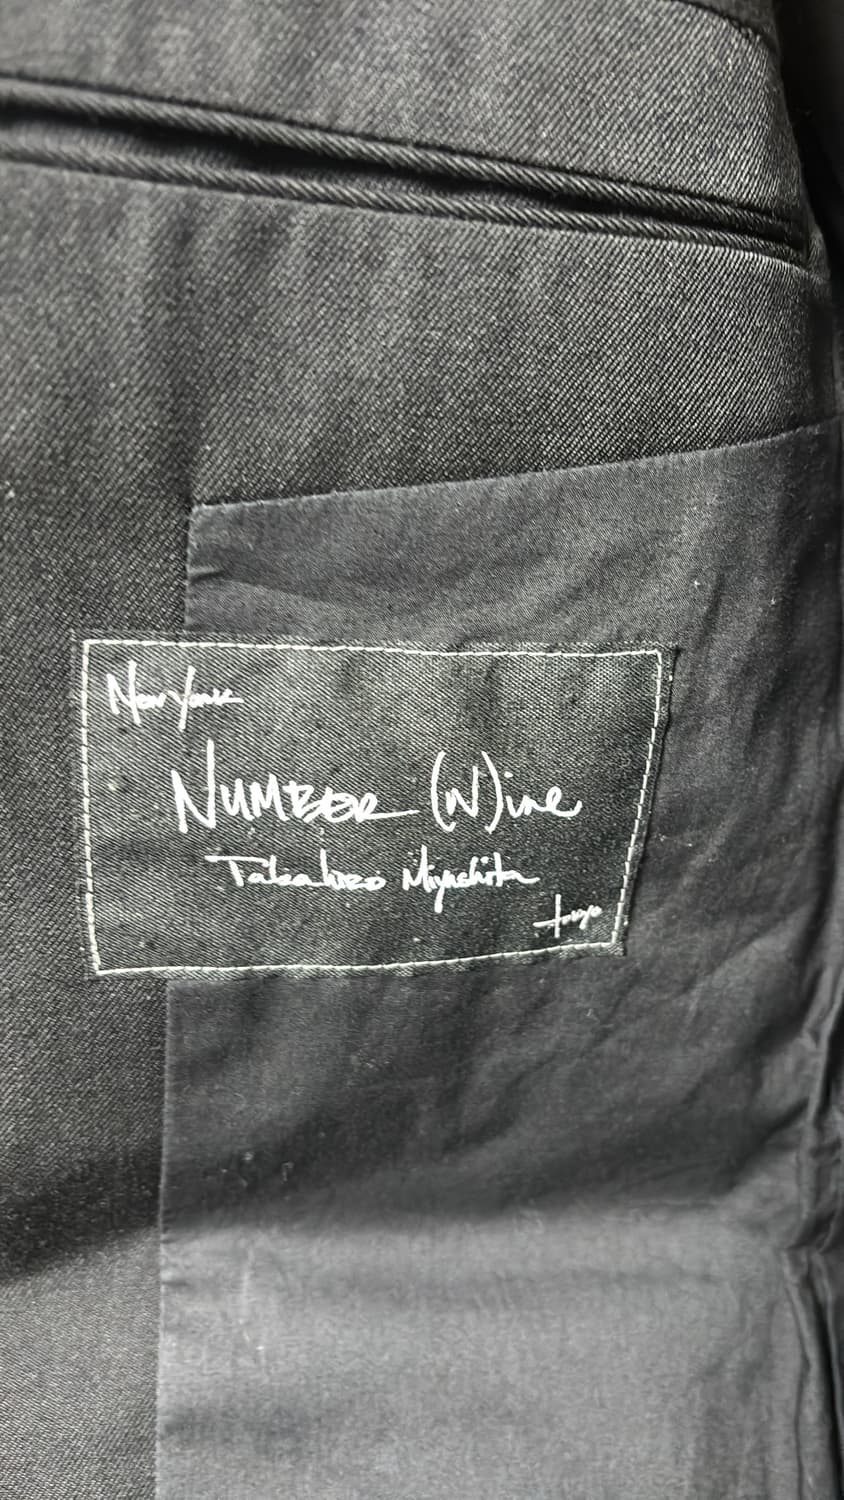 New York
NUMBER (N)ine
Takahiro Miyashita
tokyo